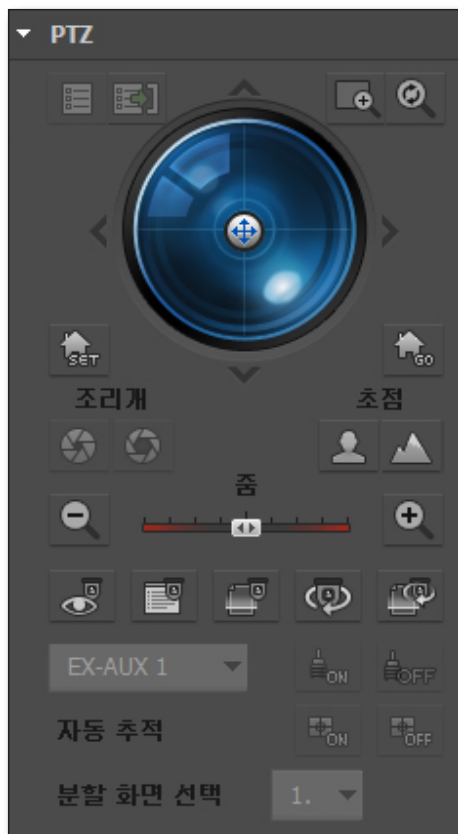 PTZ
SET
GO
조리개 초점
줌
EX-AUX 1 ON OFF
자동 추적 ON OFF
분할 화면 선택 1.